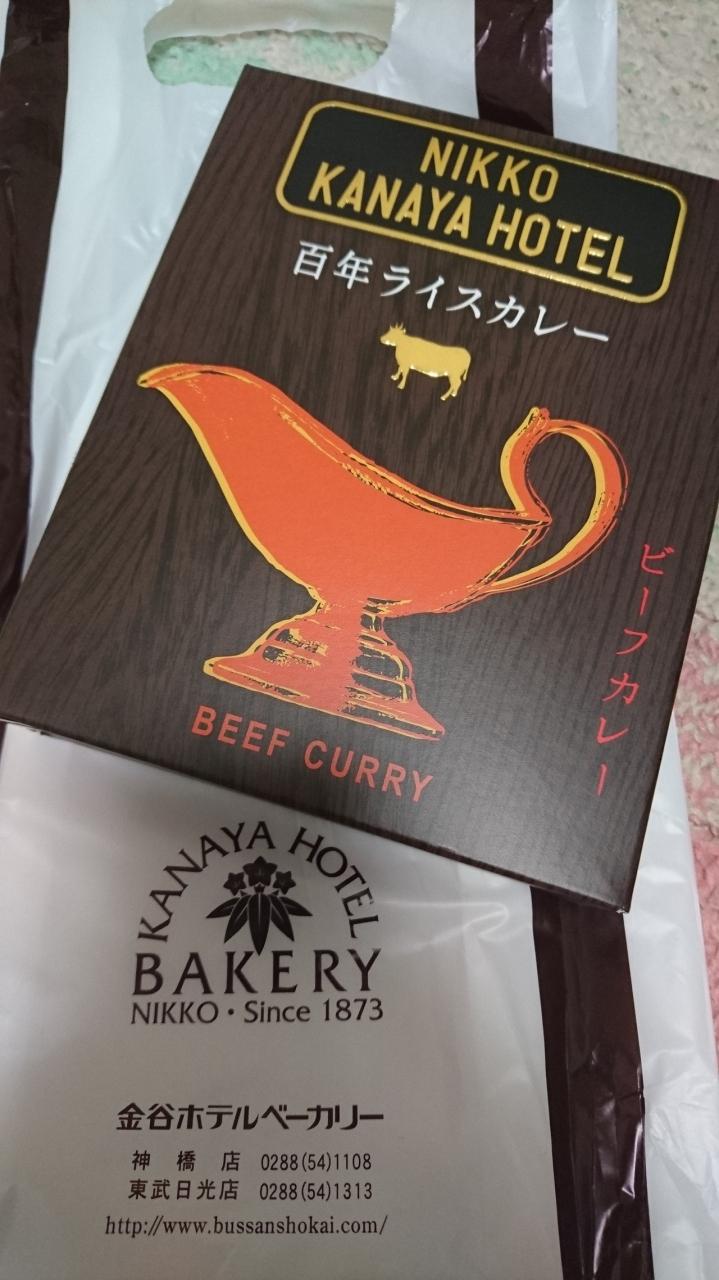 NIKKO
KANAYA HOTEL
百年ライスカレー
ビーフカレー
BEEF CURRY
KANAYA HOTEL
BAKERY
NIKKO・Since 1873
金谷ホテルベーカリー
神橋店 0288(54)1108
東武日光店 0288(54)1313
http://www.bussanshokai.com/